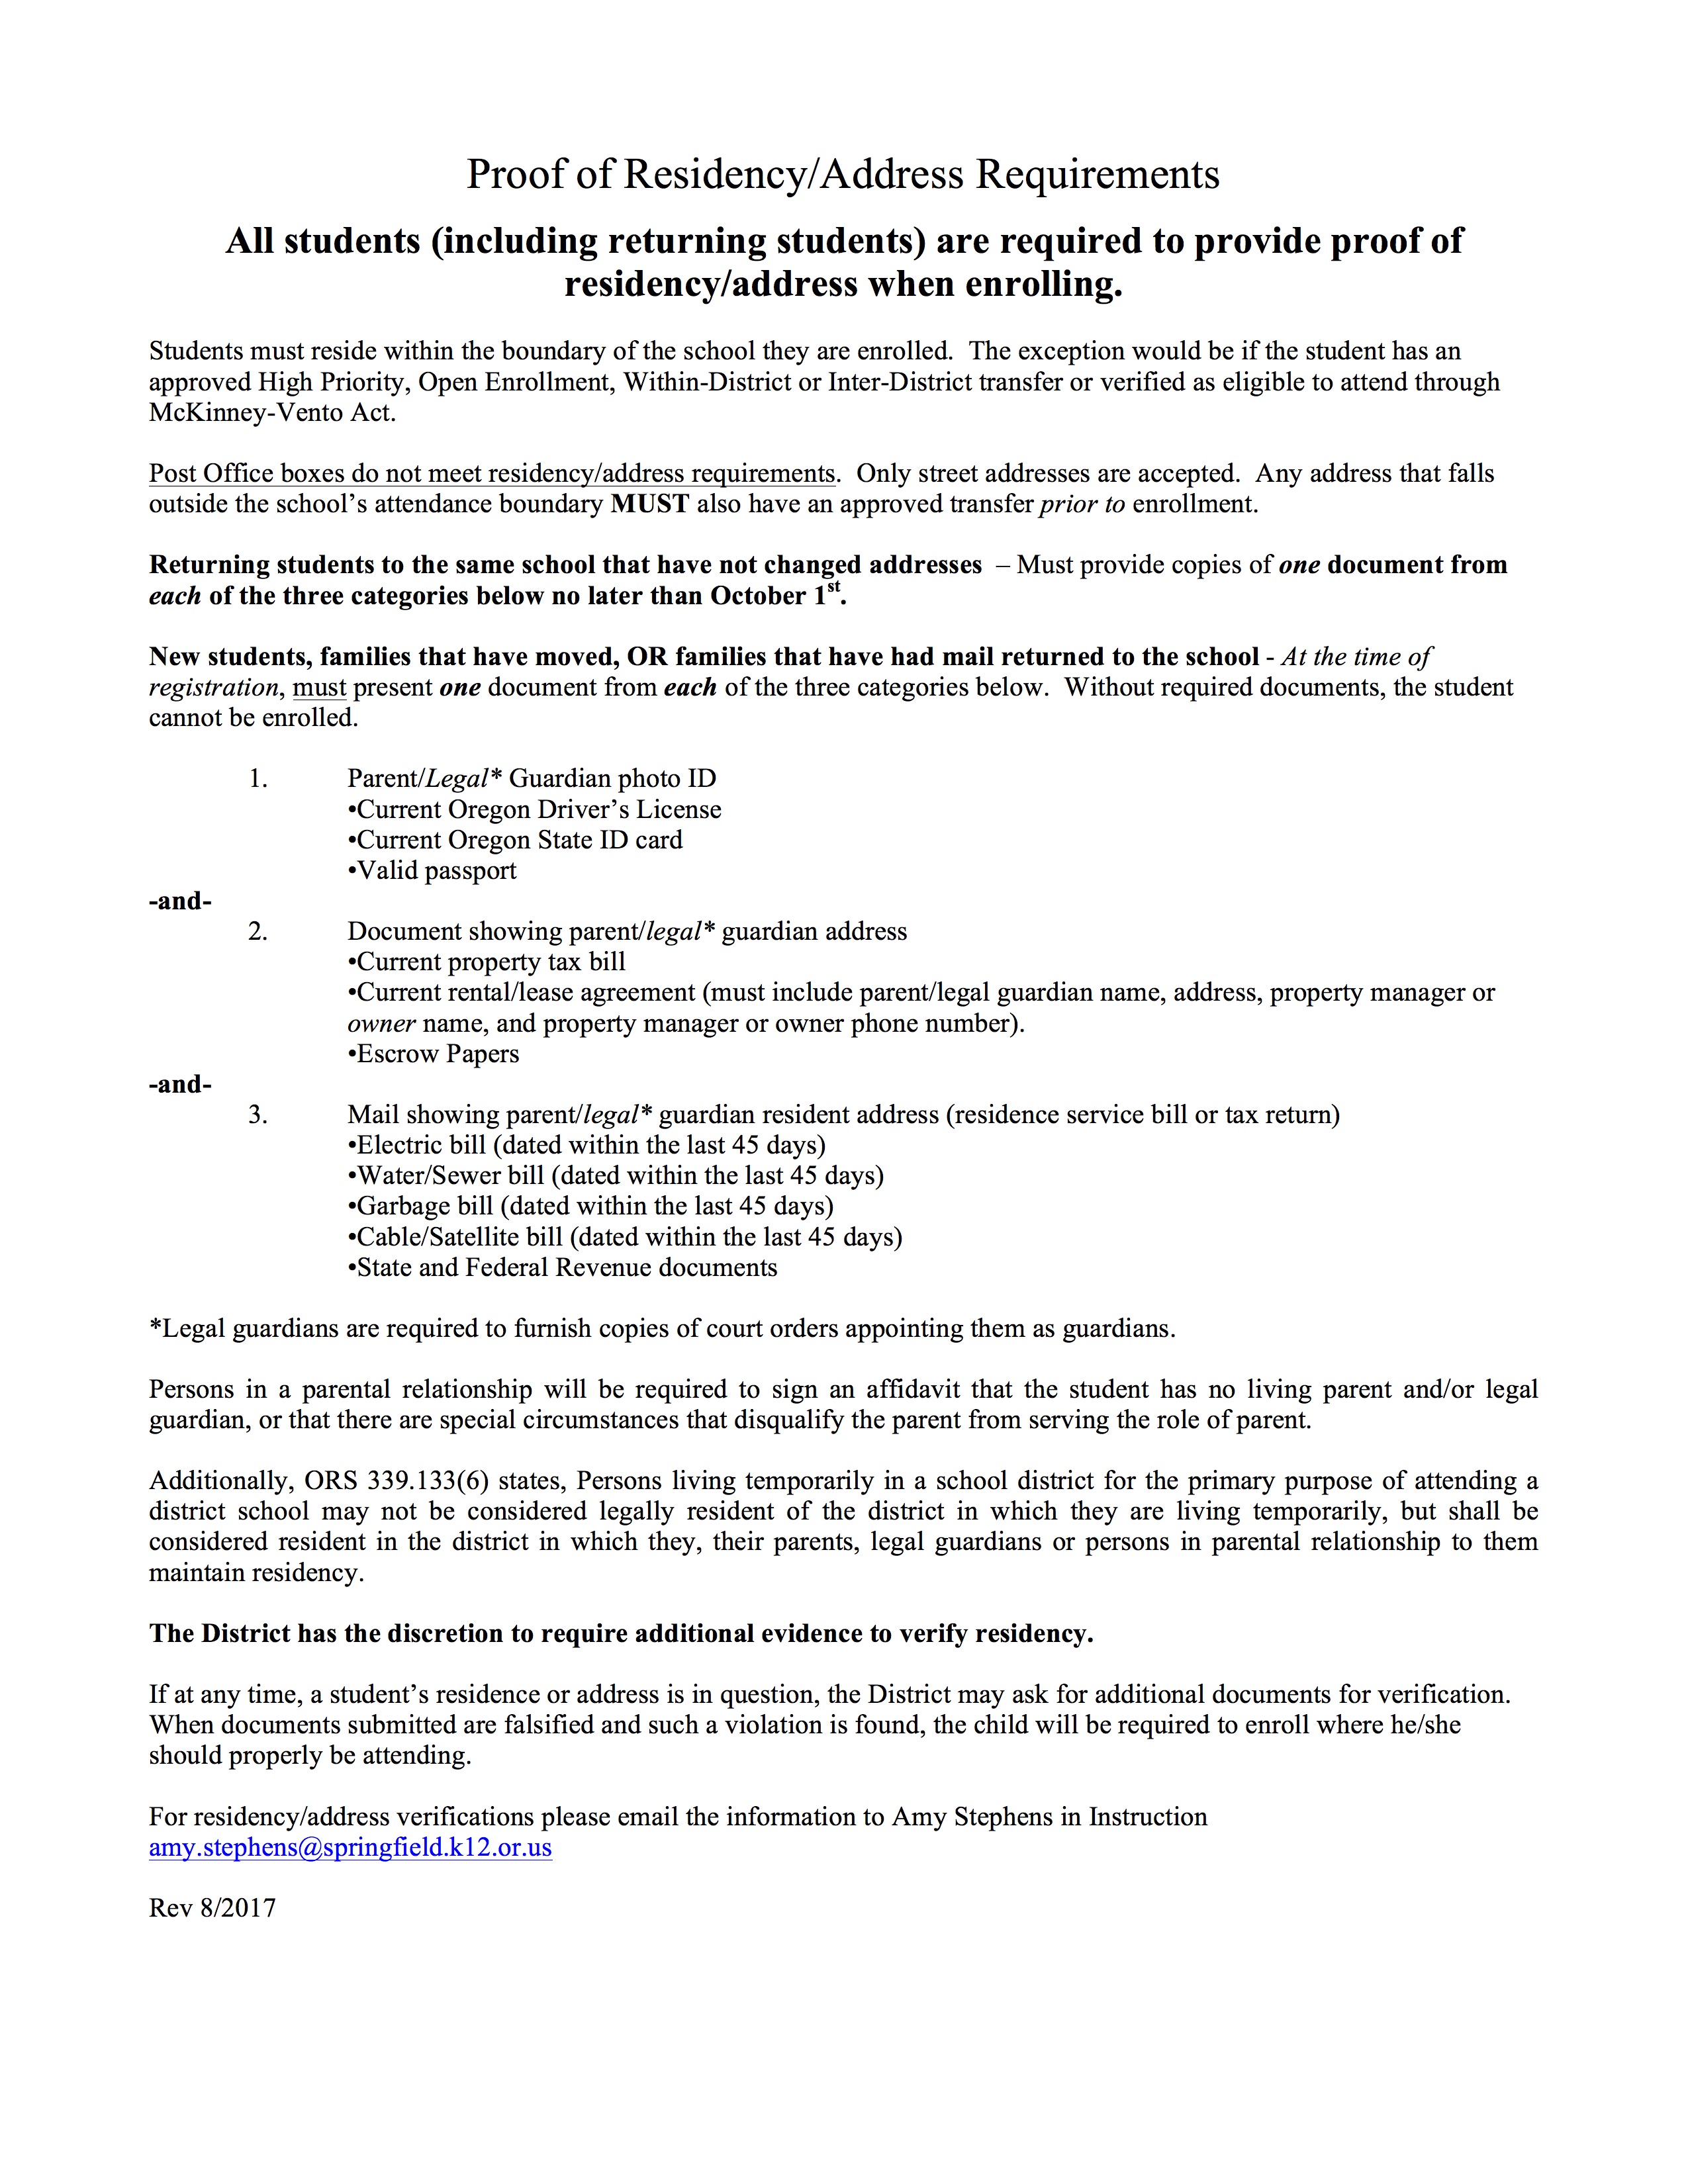 Proof of Residency/Address Requirements
All students (including returning students) are required to provide proof of
residency/address when enrolling.
Students must reside within the boundary of the school they are enrolled.  The exception would be if the student has an
approved High Priority, Open Enrollment, Within-District or Inter-District transfer or verified as eligible to attend through
McKinney-Vento Act.
Post Office boxes do not meet residency/address requirements.  Only street addresses are accepted.  Any address that falls
outside the school’s attendance boundary MUST also have an approved transfer prior to enrollment.
Returning students to the same school that have not changed addresses  – Must provide copies of one document from
each of the three categories below no later than October 1st.
New students, families that have moved, OR families that have had mail returned to the school - At the time of
registration, must present one document from each of the three categories below.  Without required documents, the student
cannot be enrolled.
1. Parent/Legal* Guardian photo ID
•Current Oregon Driver’s License
•Current Oregon State ID card
•Valid passport
-and-
2. Document showing parent/legal* guardian address
•Current property tax bill
•Current rental/lease agreement (must include parent/legal guardian name, address, property manager or
owner name, and property manager or owner phone number).
•Escrow Papers
-and-
3. Mail showing parent/legal* guardian resident address (residence service bill or tax return)
•Electric bill (dated within the last 45 days)
•Water/Sewer bill (dated within the last 45 days)
•Garbage bill (dated within the last 45 days)
•Cable/Satellite bill (dated within the last 45 days)
•State and Federal Revenue documents
*Legal guardians are required to furnish copies of court orders appointing them as guardians.
Persons in a parental relationship will be required to sign an affidavit that the student has no living parent and/or legal
guardian, or that there are special circumstances that disqualify the parent from serving the role of parent.
Additionally, ORS 339.133(6) states, Persons living temporarily in a school district for the primary purpose of attending a
district school may not be considered legally resident of the district in which they are living temporarily, but shall be
considered resident in the district in which they, their parents, legal guardians or persons in parental relationship to them
maintain residency.
The District has the discretion to require additional evidence to verify residency.
If at any time, a student’s residence or address is in question, the District may ask for additional documents for verification.
When documents submitted are falsified and such a violation is found, the child will be required to enroll where he/she
should properly be attending.
For residency/address verifications please email the information to Amy Stephens in Instruction
amy.stephens@springfield.k12.or.us
Rev 8/2017